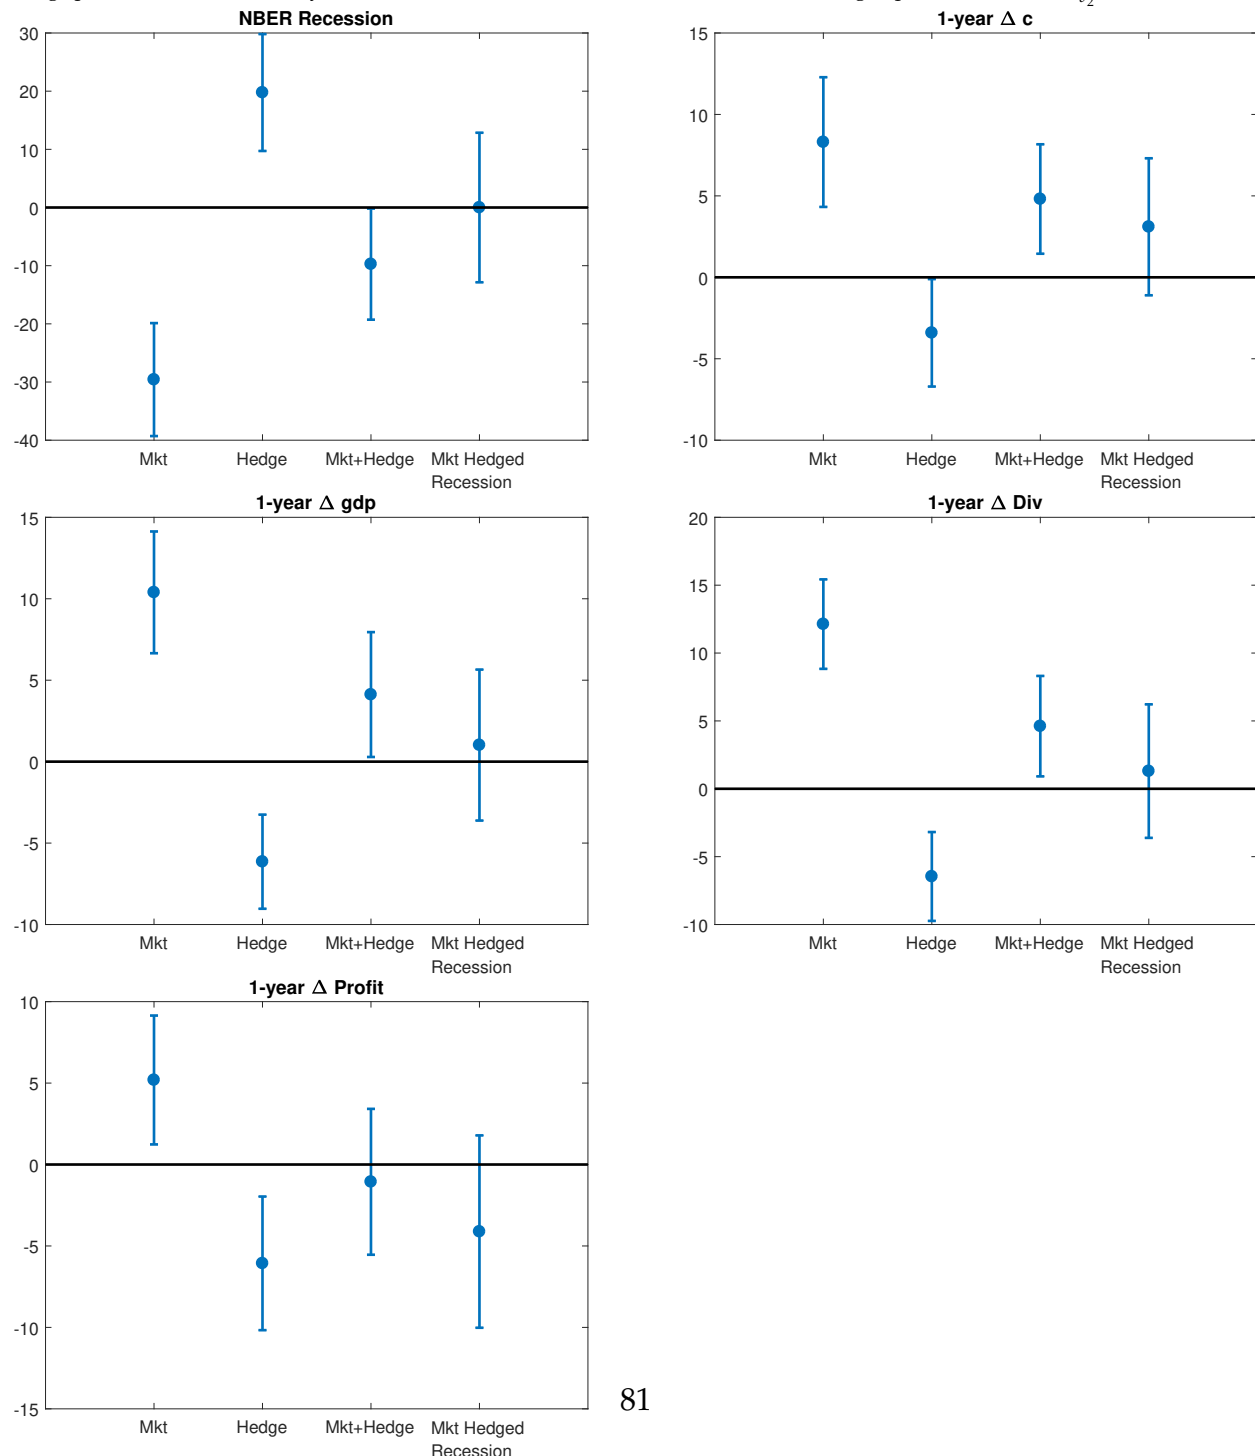 NBER Recession
30
20
10
0
-10
-20
-30
-40
Mkt Hedge Mkt+Hedge Mkt Hedged
Recession
1-year Δ c
15
10
5
0
-5
-10
Mkt Hedge Mkt+Hedge Mkt Hedged
Recession
1-year Δ gdp
15
10
5
0
-5
-10
Mkt Hedge Mkt+Hedge Mkt Hedged
Recession
1-year Δ Div
20
15
10
5
0
-5
-10
Mkt Hedge Mkt+Hedge Mkt Hedged
Recession
1-year Δ Profit
10
5
0
-5
-10
-15
Mkt Hedge Mkt+Hedge Mkt Hedged
Recession
81